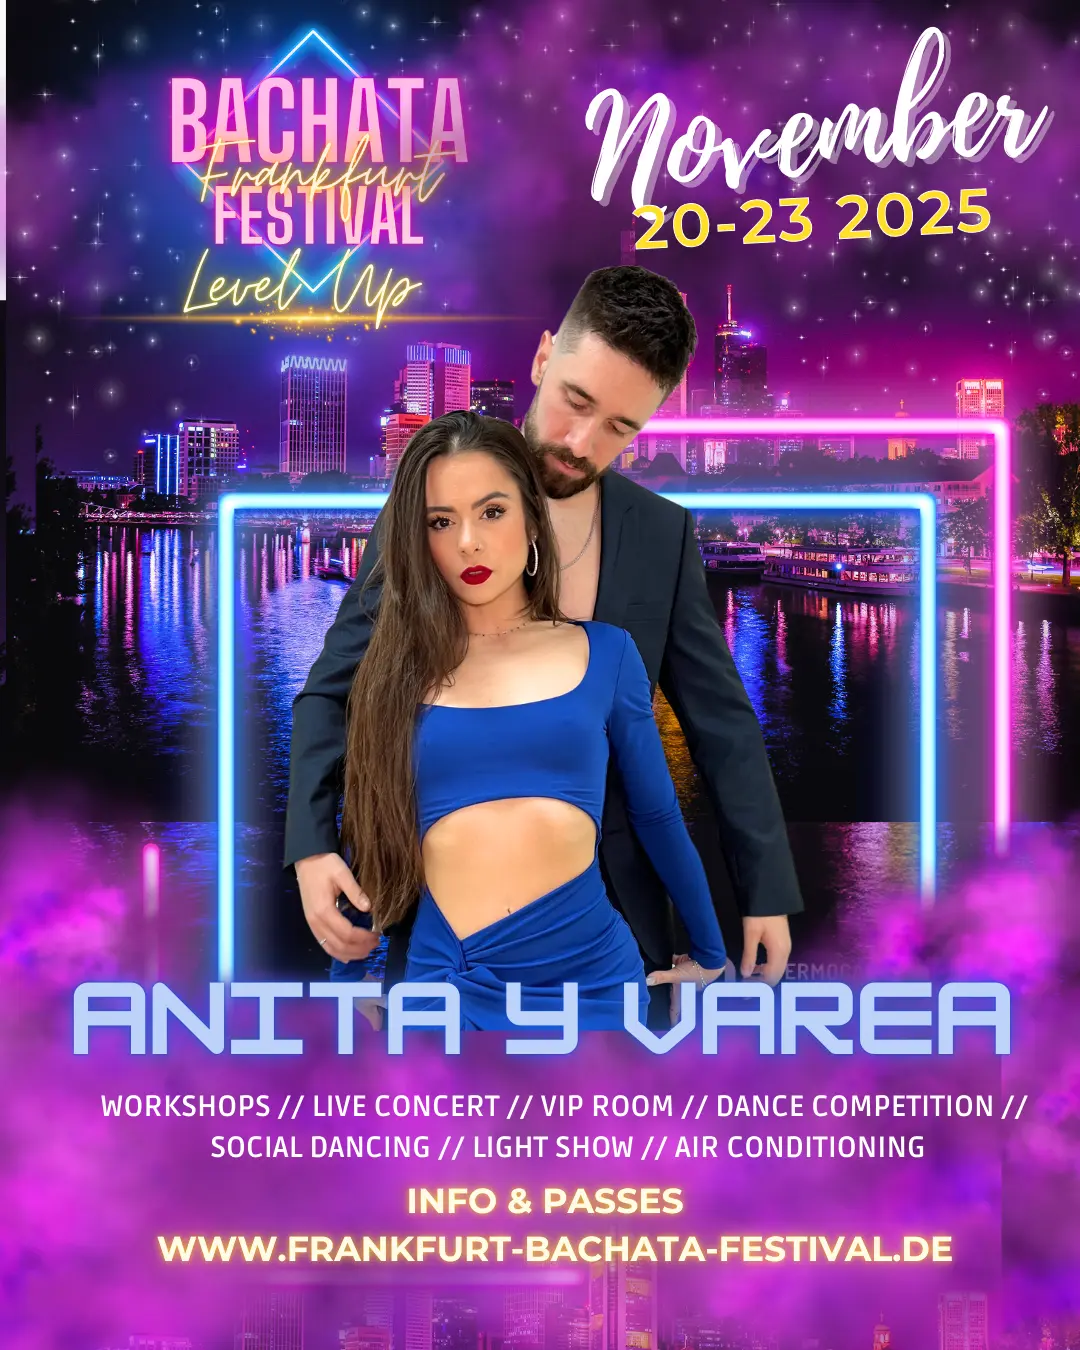 BACHATA
Frankfurt
FESTIVAL
Level Up
November
20-23 2025
ANITA Y VAREA
WORKSHOPS // LIVE CONCERT // VIP ROOM // DANCE COMPETITION //
SOCIAL DANCING // LIGHT SHOW // AIR CONDITIONING
INFO & PASSES
WWW.FRANKFURT-BACHATA-FESTIVAL.DE